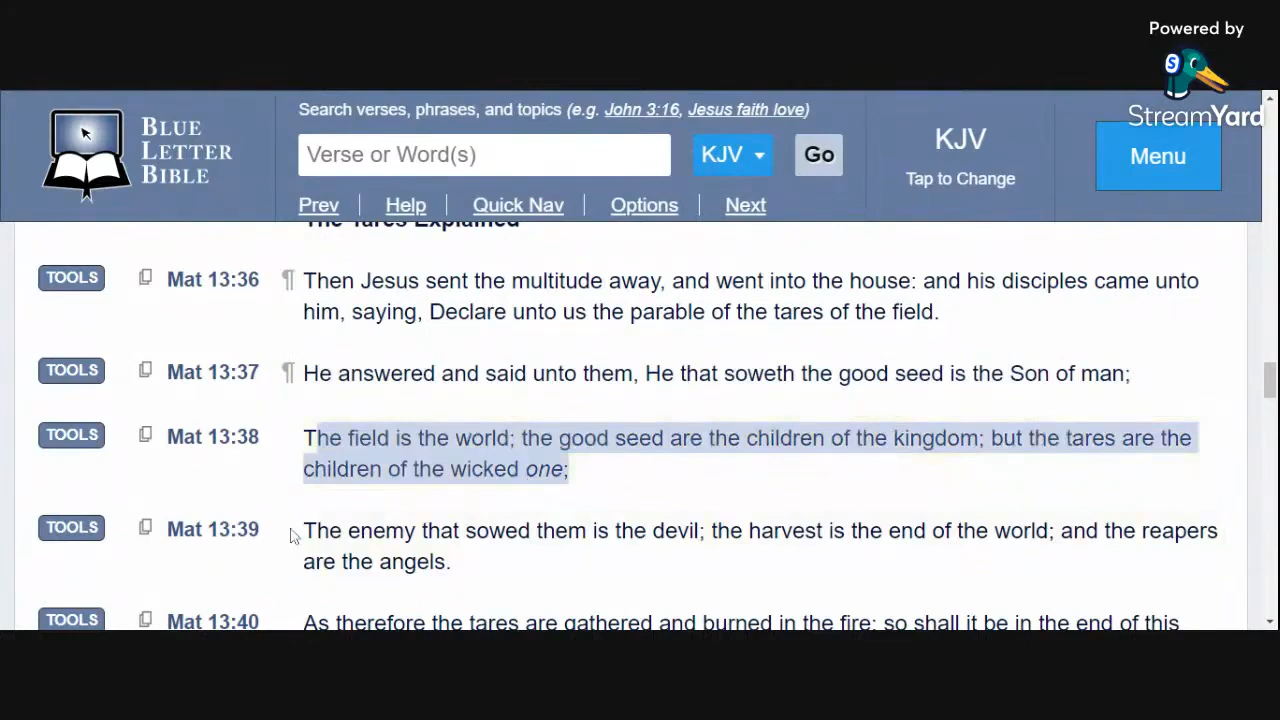 Powered by
StreamYard
BLUE
LETTER
BIBLE
Search verses, phrases, and topics (e.g. John 3:16, Jesus faith love)
Verse or Word(s)
KJV
Go
KJV
Tap to Change
Menu
Prev
Help
Quick Nav
Options
Next
The Tares Explained
TOOLS Mat 13:36 ¶ Then Jesus sent the multitude away, and went into the house: and his disciples came unto
him, saying, Declare unto us the parable of the tares of the field.
TOOLS Mat 13:37 ¶ He answered and said unto them, He that soweth the good seed is the Son of man;
TOOLS Mat 13:38 The field is the world; the good seed are the children of the kingdom; but the tares are the
children of the wicked one;
TOOLS Mat 13:39 The enemy that sowed them is the devil; the harvest is the end of the world; and the reapers
are the angels.
TOOLS Mat 13:40 As therefore the tares are gathered and burned in the fire; so shall it be in the end of this